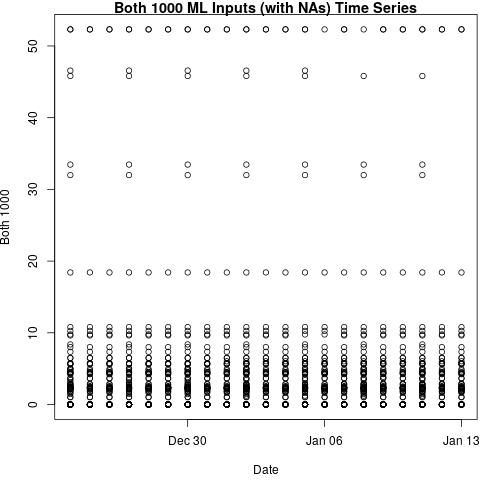 Both 1000 ML Inputs (with NAs) Time Series
50
40
30
20
10
0
Both 1000
Dec 30
Jan 06
Jan 13
Date